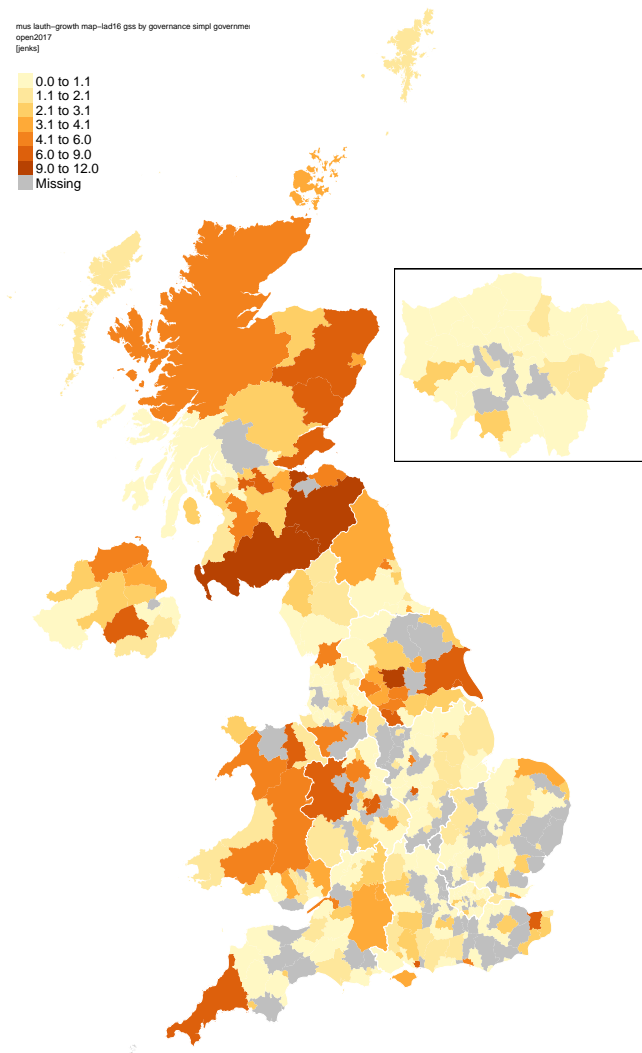 mus lauth-growth map-lad16 gss by governance simpl
open2017
[jenks]
0.0 to 1.1
1.1 to 2.1
2.1 to 3.1
3.1 to 4.1
4.1 to 6.0
6.0 to 9.0
9.0 to 12.0
Missing